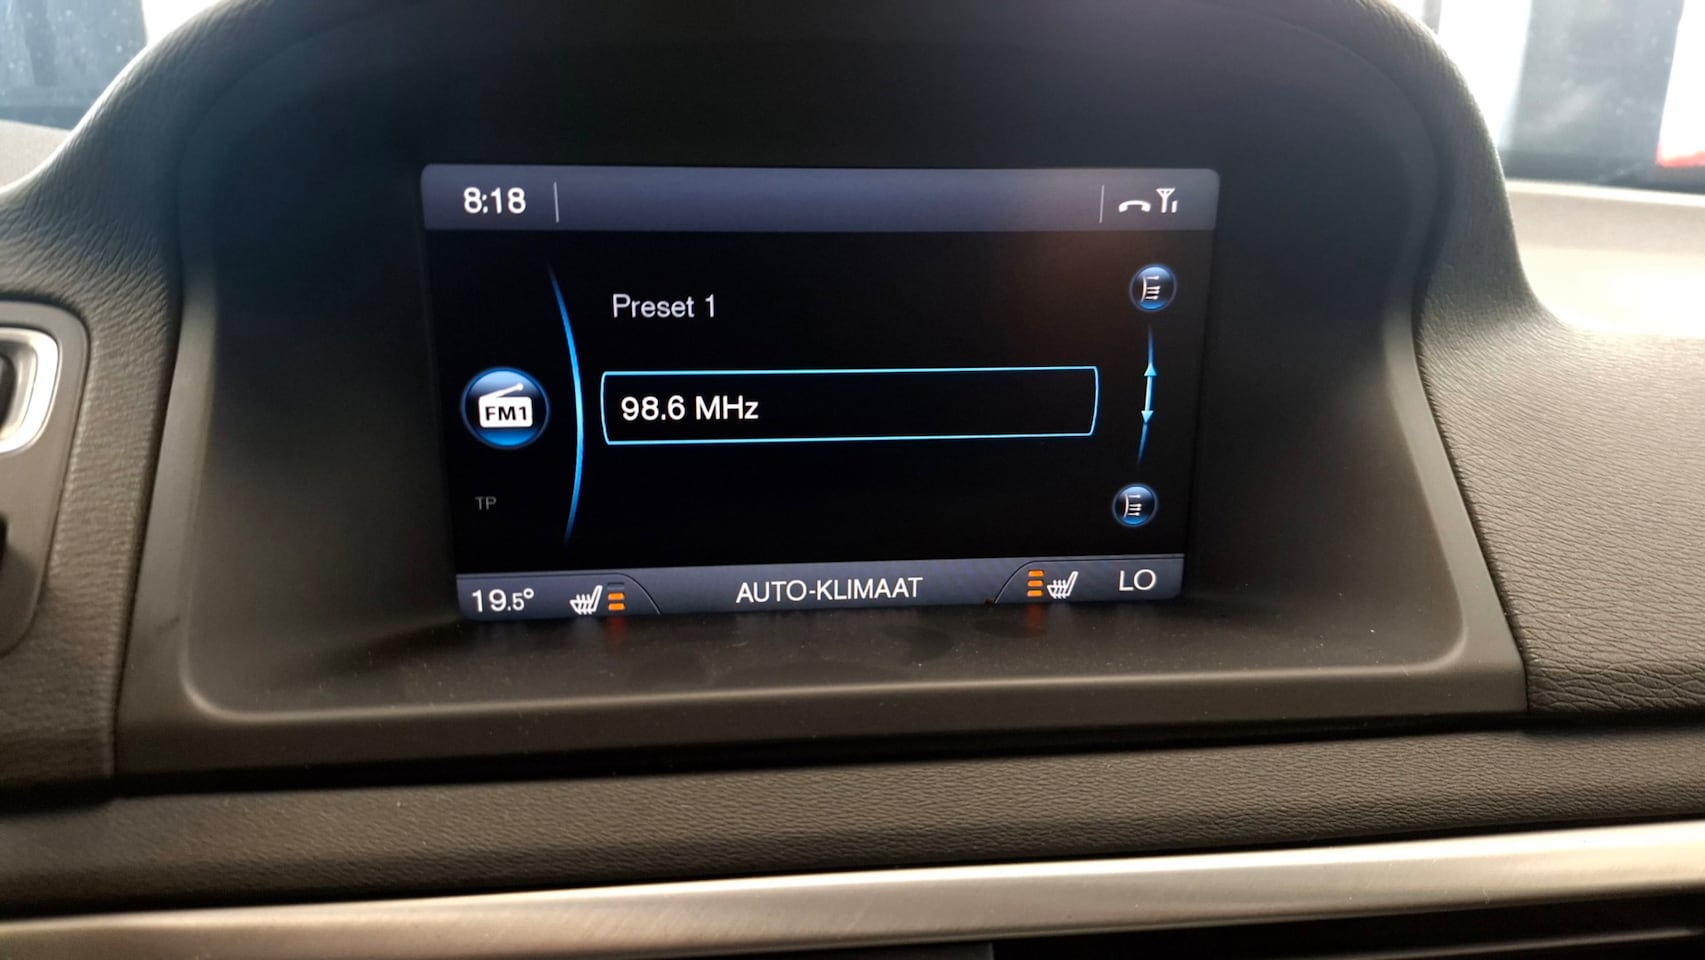 8:18
Preset 1
98.6 MHz
FM1
TP
19.5°
AUTO-KLIMAAT
LO